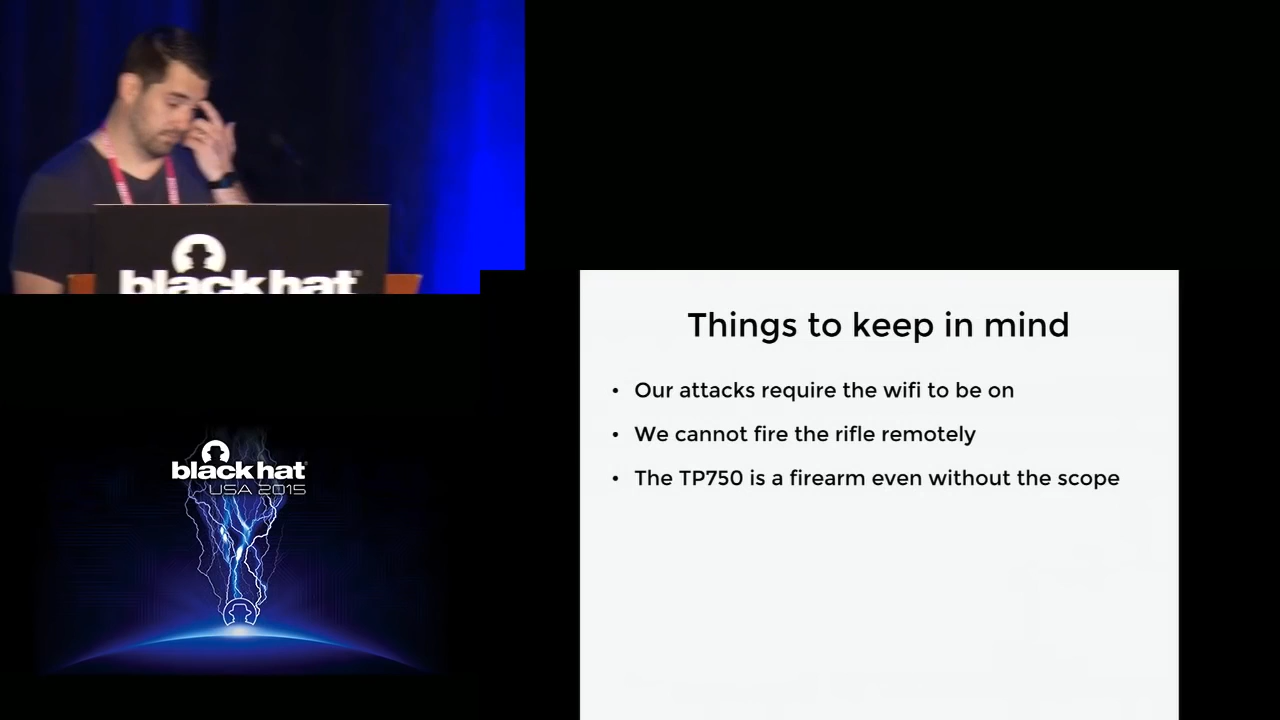 black hat
Things to keep in mind
• Our attacks require the wifi to be on
• We cannot fire the rifle remotely
• The TP750 is a firearm even without the scope
black hat
USA 2015